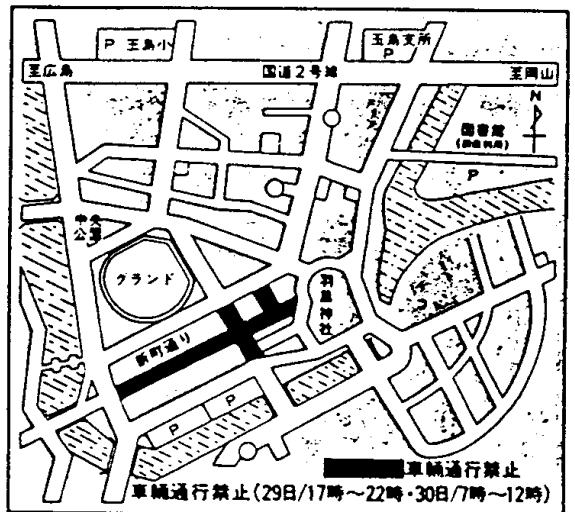 P 玉島小
玉島支所
P
至広島
国道2号線
至岡山
N
図書館
P
中央
公園
グランド
羽黒神社
新町通り
P
P
車輌通行禁止
車輌通行禁止(29日/17時〜22時・30日/7時〜12時)